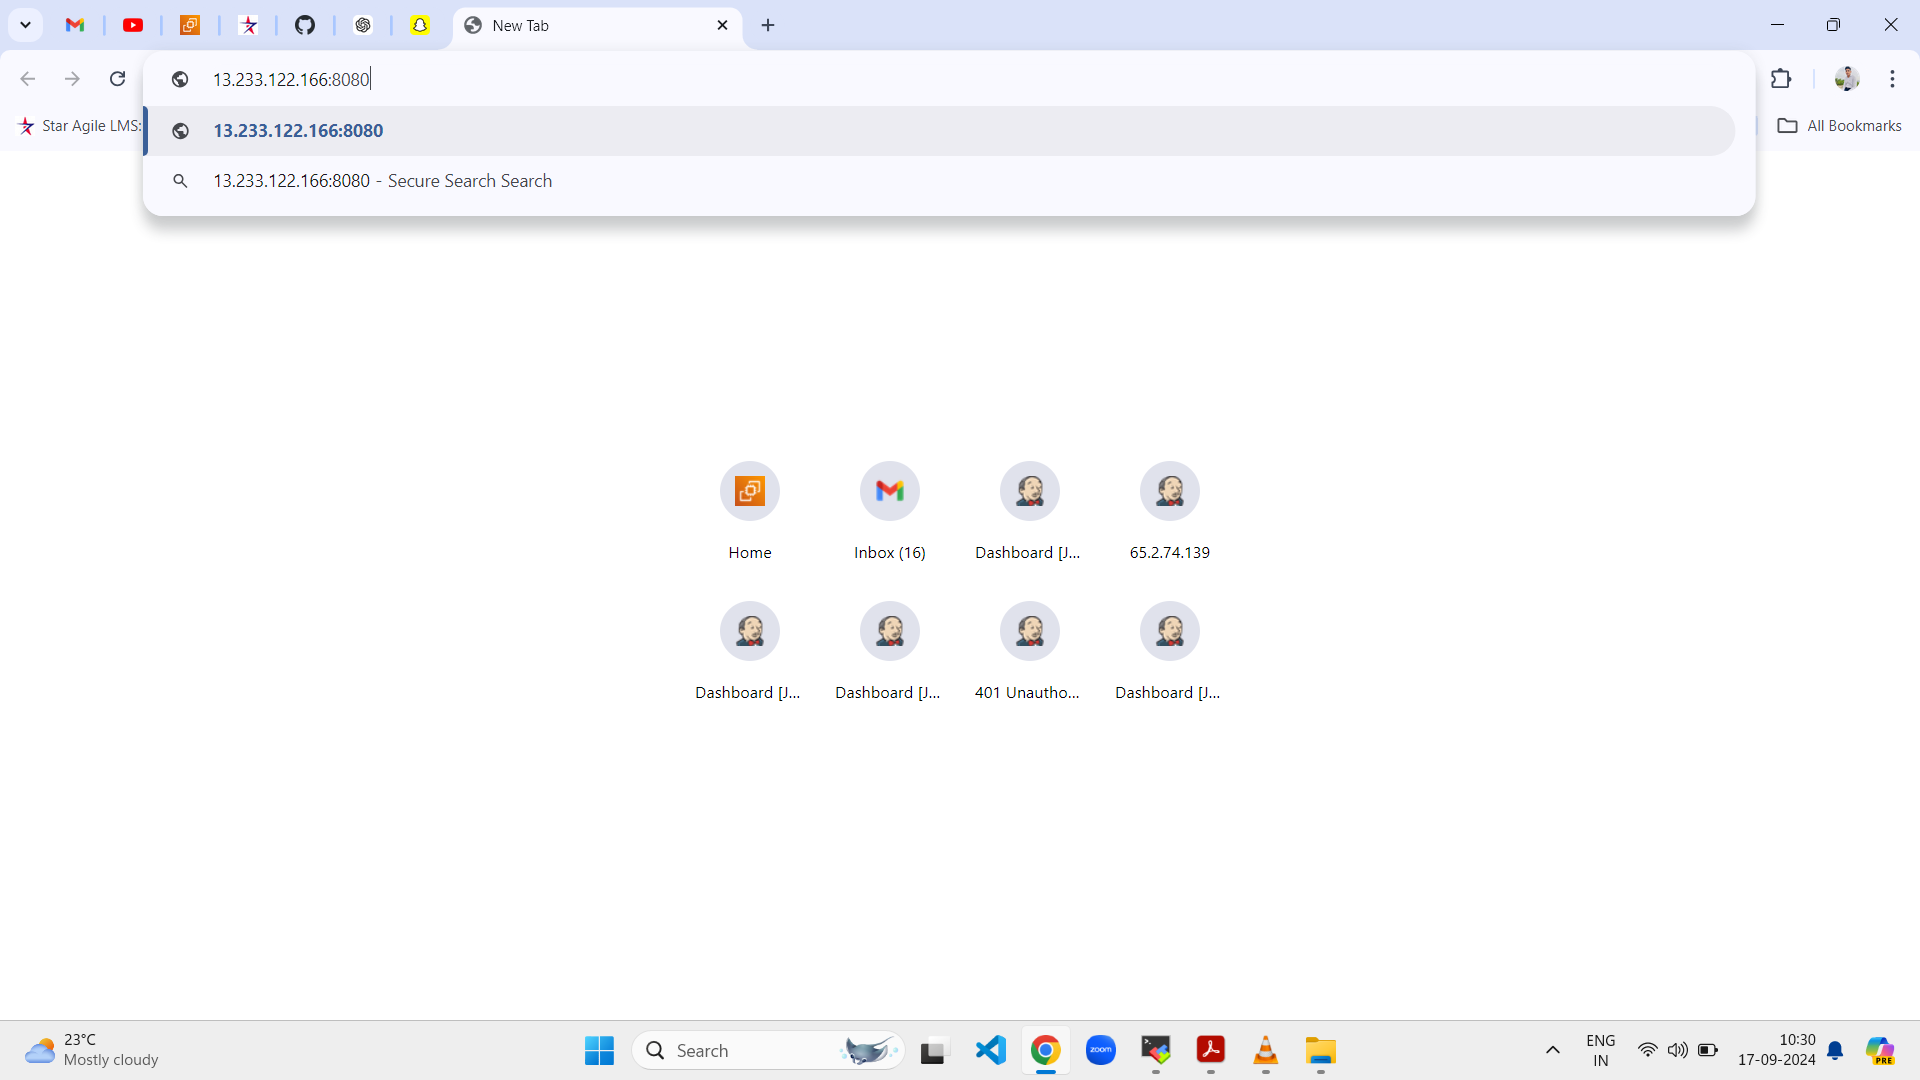 New Tab
13.233.122.166:8080
Star Agile LMS:
13.233.122.166:8080
All Bookmarks
13.233.122.166:8080 - Secure Search Search
Home
Inbox (16)
Dashboard [J...
65.2.74.139
Dashboard [J...
Dashboard [J...
401 Unautho...
Dashboard [J...
23°C
Mostly cloudy
Search
zoom
ENG
IN
10:30
17-09-2024
PRE